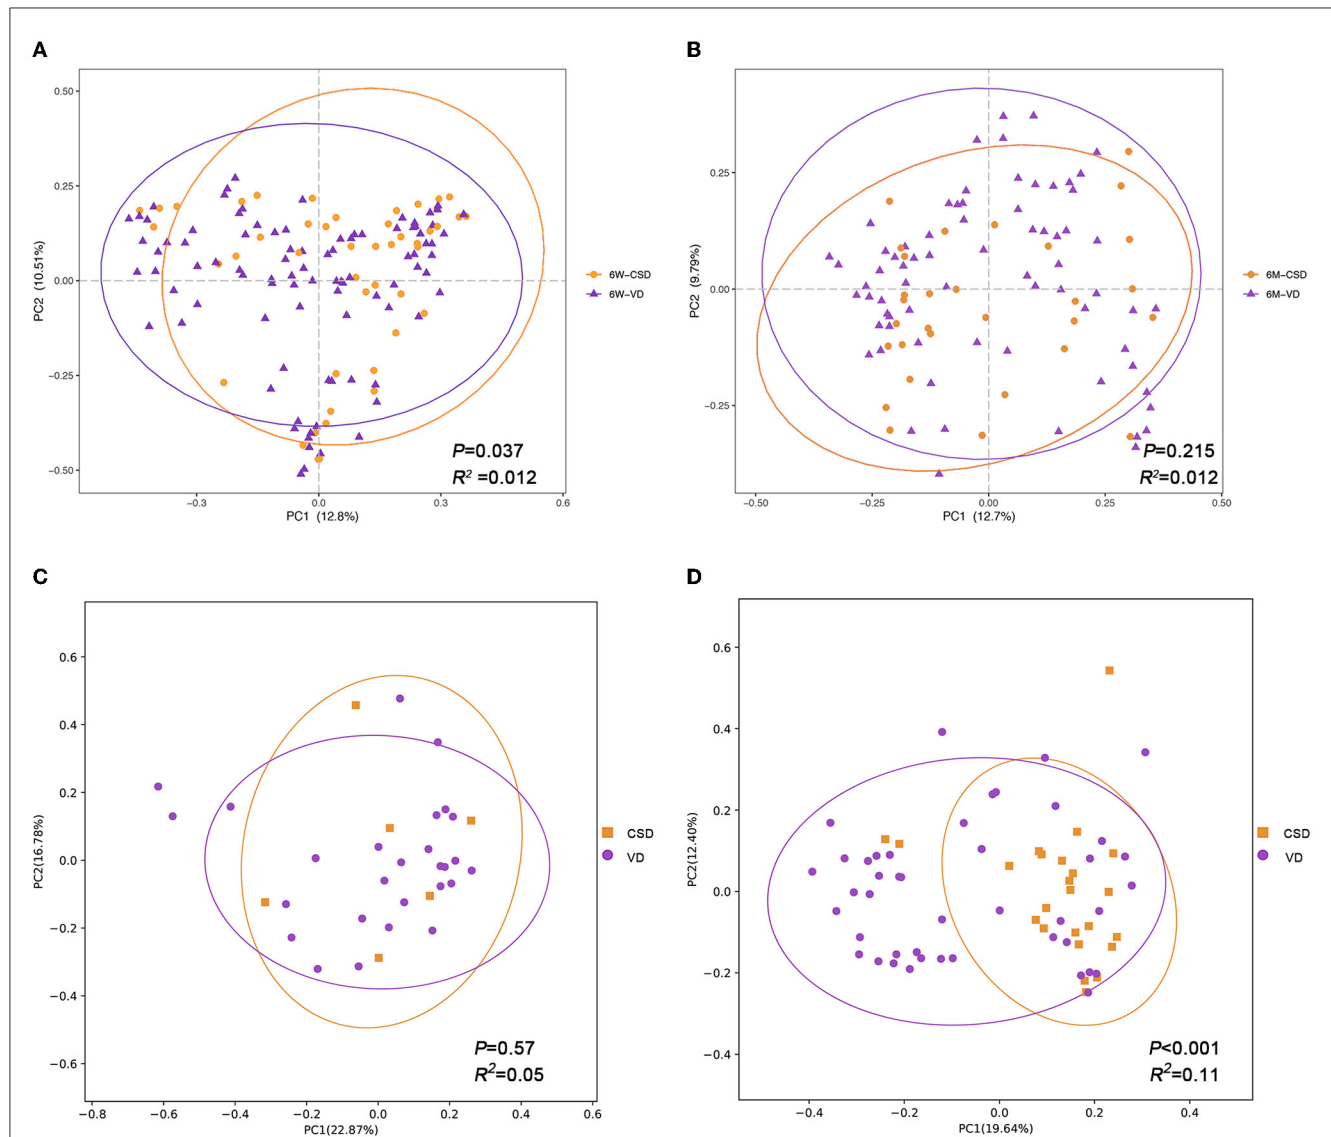 A
0.50
0.25
0.00
−0.25
−0.50
PC2 (10.51%)
−0.3
0.0
0.3
0.6
PC1 (12.8%)
P=0.037
R² =0.012
6W−CSD
6W−VD
B
0.25
0.00
−0.25
PC2 (9.79%)
−0.50
−0.25
0.00
0.25
0.50
PC1 (12.7%)
P=0.215
R²=0.012
6M−CSD
6M−VD
C
0.6
0.4
0.2
0.0
−0.2
−0.4
−0.6
PC2(16.78%)
−0.8
−0.6
−0.4
−0.2
0.0
0.2
0.4
0.6
PC1(22.87%)
P=0.57
R²=0.05
CSD
VD
D
0.6
0.4
0.2
0.0
−0.2
−0.4
PC2(12.40%)
−0.4
−0.2
0.0
0.2
0.4
PC1(19.64%)
P<0.001
R²=0.11
CSD
VD